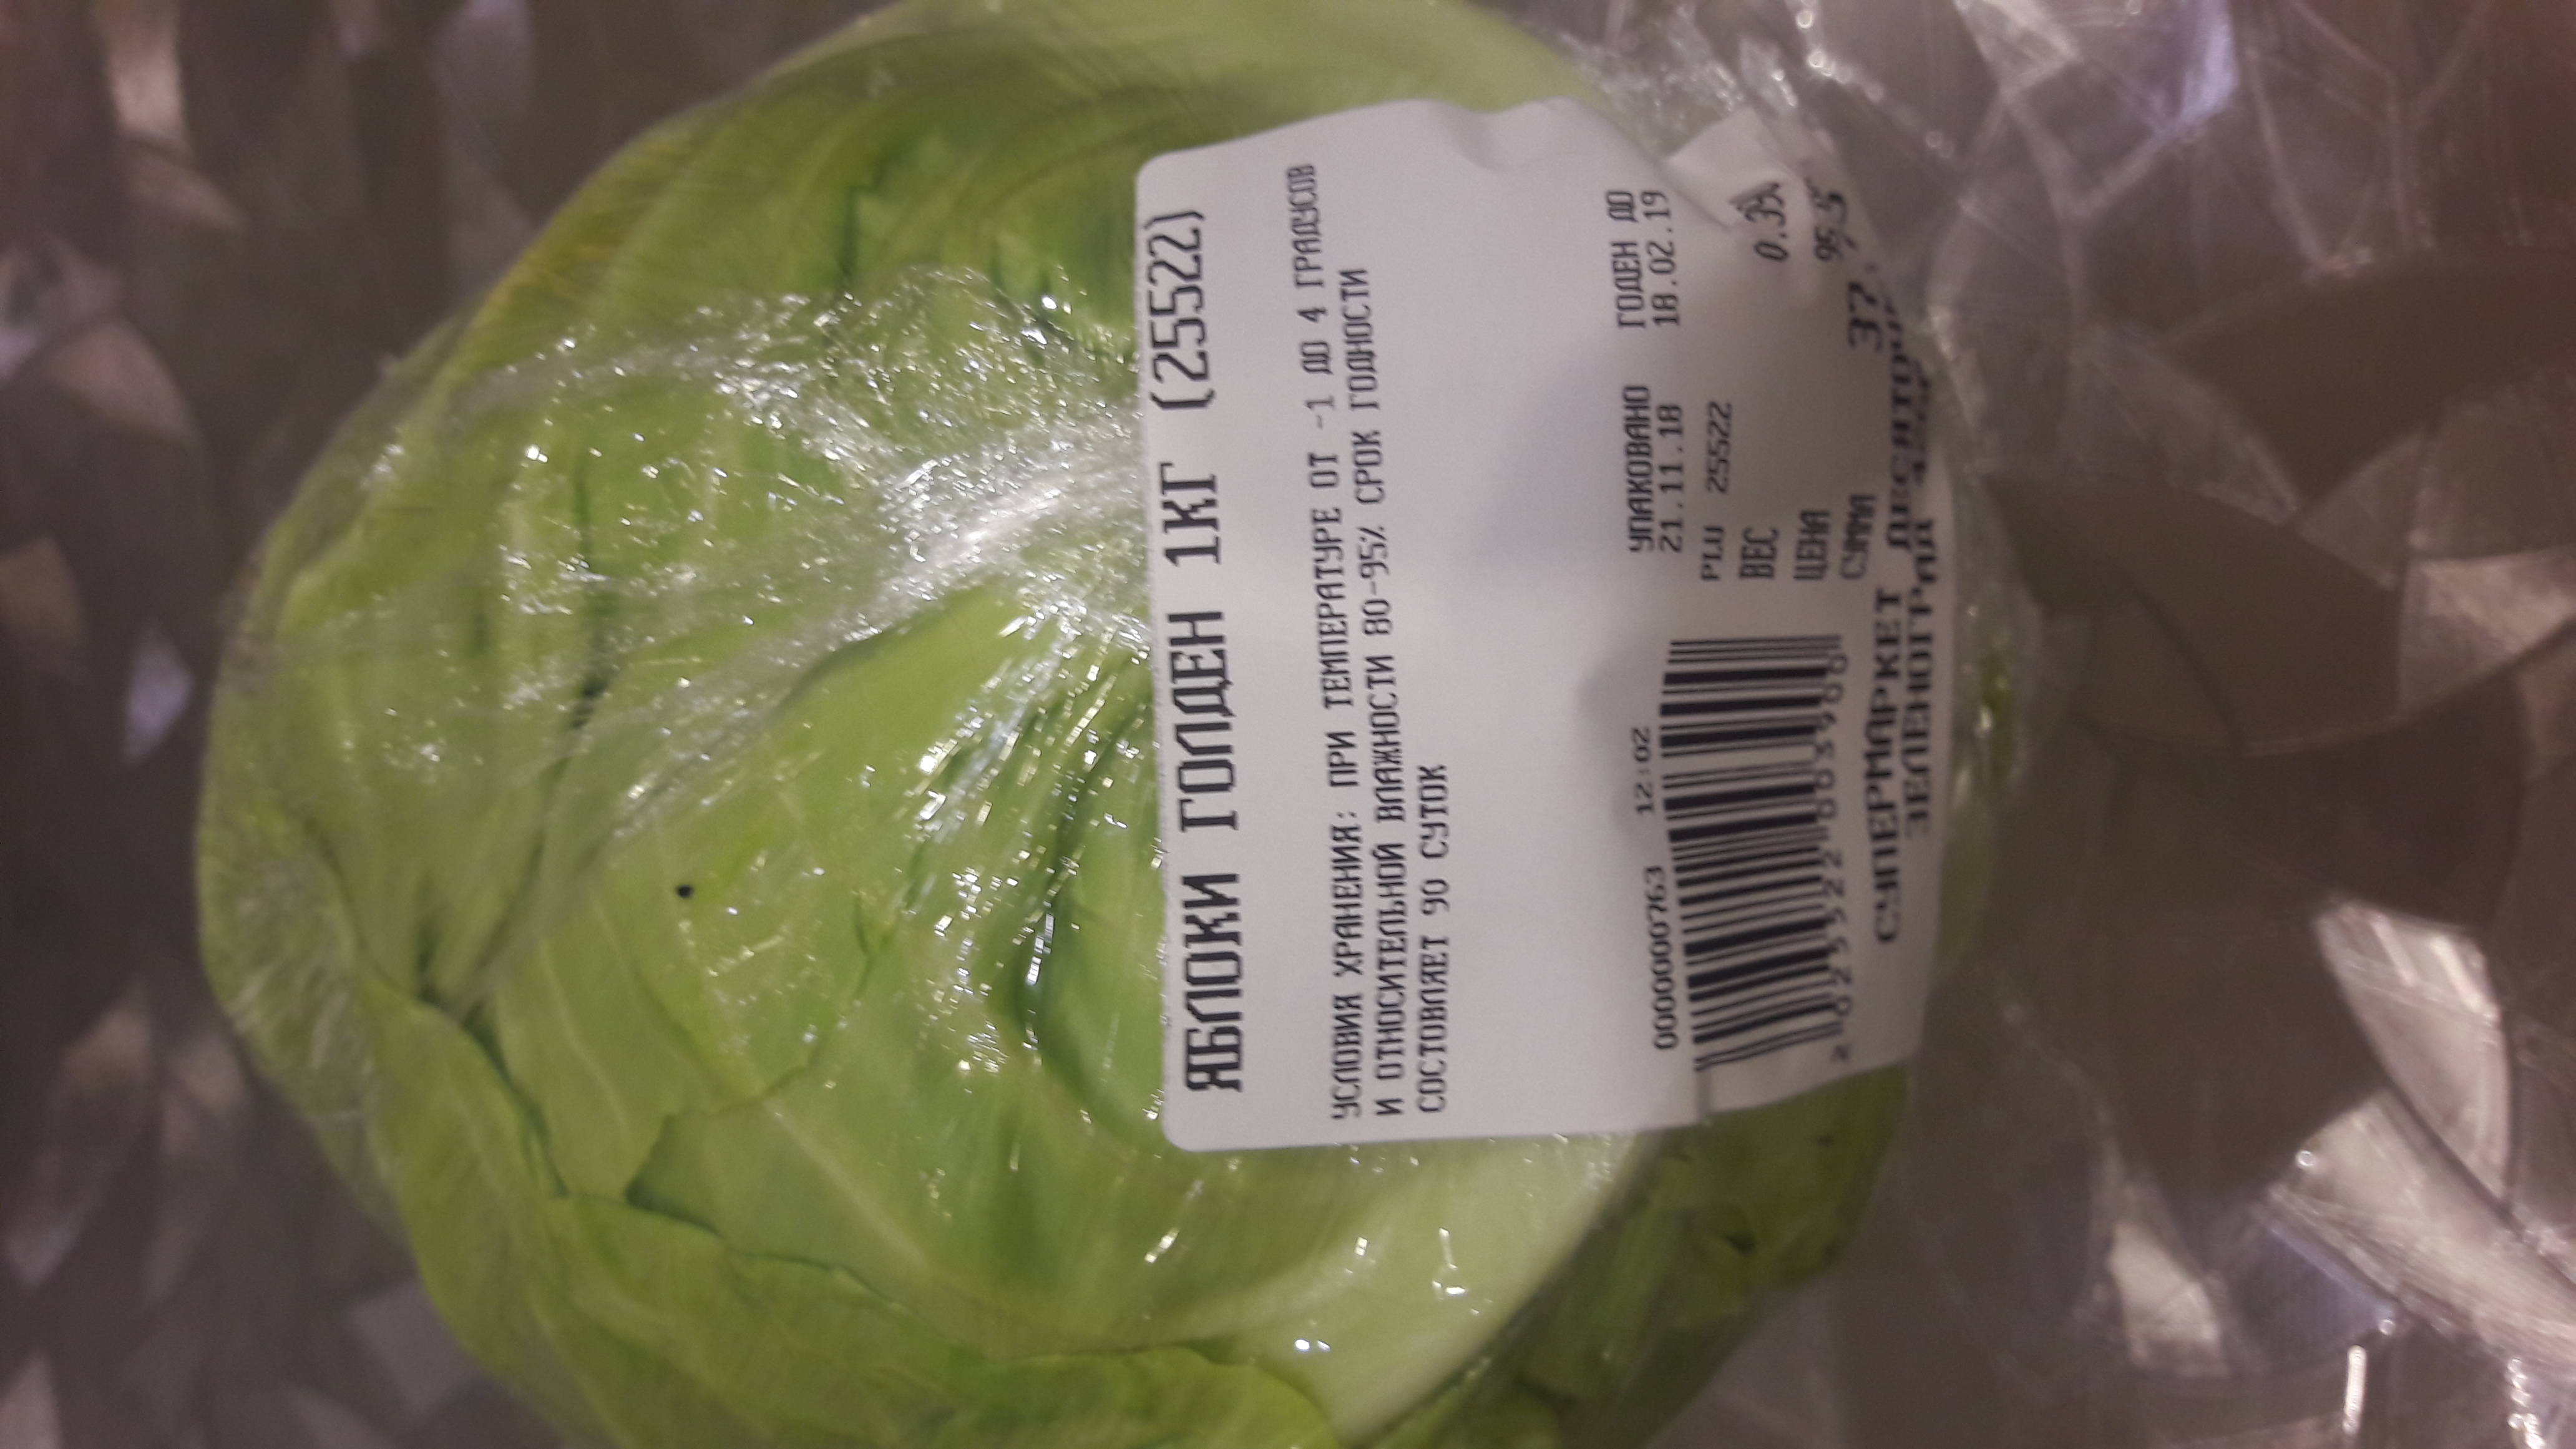 ЯБЛОКИ ГОЛДЕН 1КГ (25522)
УСЛОВИЯ ХРАНЕНИЯ: ПРИ ТЕМПЕРАТУРЕ ОТ -1 ДО 4 ГРАДУСОВ
И ОТНОСИТЕЛЬНОЙ ВЛАЖНОСТИ 80-95% СРОК ГОДНОСТИ
СОСТОВЛЯЕТ 90 СУТОК
УПАКОВАНО ГОДЕН ДО
0000000763 12:02 21.11.18 18.02.19
PLU 25522
ВЕС
ЦЕНА
СУММА 37
СУПЕРМАРКЕТ
ЗЕЛЕНОГРАД